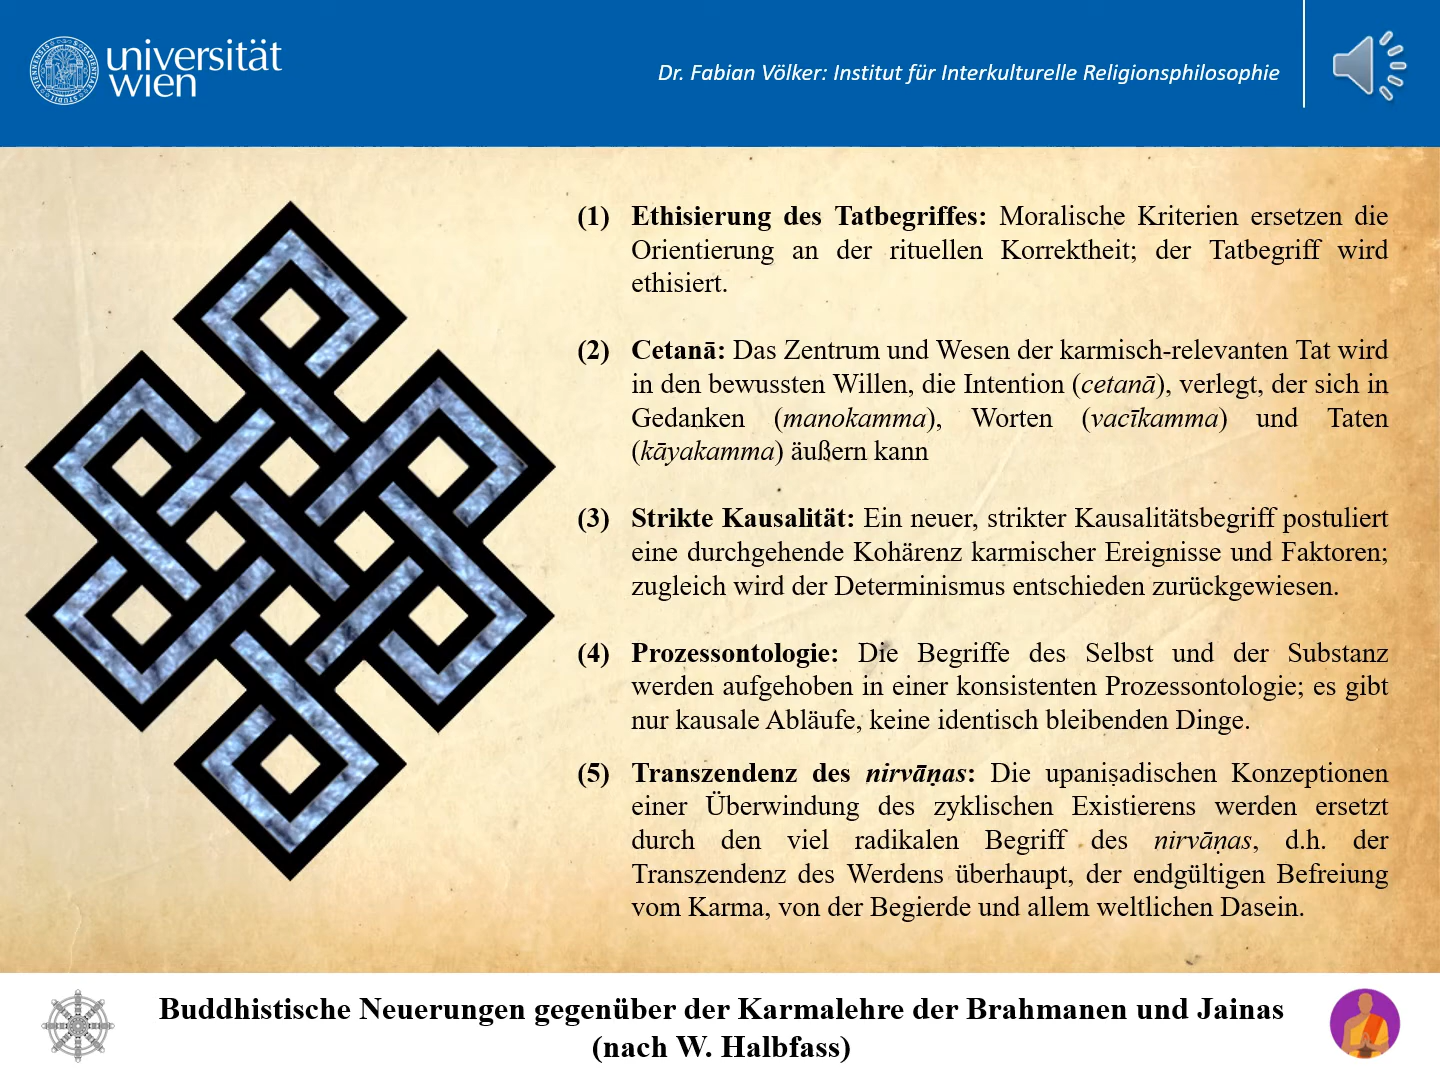 universität
wien
Dr. Fabian Völker: Institut für Interkulturelle Religionsphilosophie
(1) Ethisierung des Tatbegriffes: Moralische Kriterien ersetzen die
Orientierung an der rituellen Korrektheit; der Tatbegriff wird
ethisiert.
(2) Cetanā: Das Zentrum und Wesen der karmisch-relevanten Tat wird
in den bewussten Willen, die Intention (cetanā), verlegt, der sich in
Gedanken (manokamma), Worten (vacīkamma) und Taten
(kāyakamma) äußern kann
(3) Strikte Kausalität: Ein neuer, strikter Kausalitätsbegriff postuliert
eine durchgehende Kohärenz karmischer Ereignisse und Faktoren;
zugleich wird der Determinismus entschieden zurückgewiesen.
(4) Prozessontologie: Die Begriffe des Selbst und der Substanz
werden aufgehoben in einer konsistenten Prozessontologie; es gibt
nur kausale Abläufe, keine identisch bleibenden Dinge.
(5) Transzendenz des nirvāṇas: Die upaniṣadischen Konzeptionen
einer Überwindung des zyklischen Existierens werden ersetzt
durch den viel radikalen Begriff des nirvāṇas, d.h. der
Transzendenz des Werdens überhaupt, der endgültigen Befreiung
vom Karma, von der Begierde und allem weltlichen Dasein.
Buddhistische Neuerungen gegenüber der Karmalehre der Brahmanen und Jainas
(nach W. Halbfass)